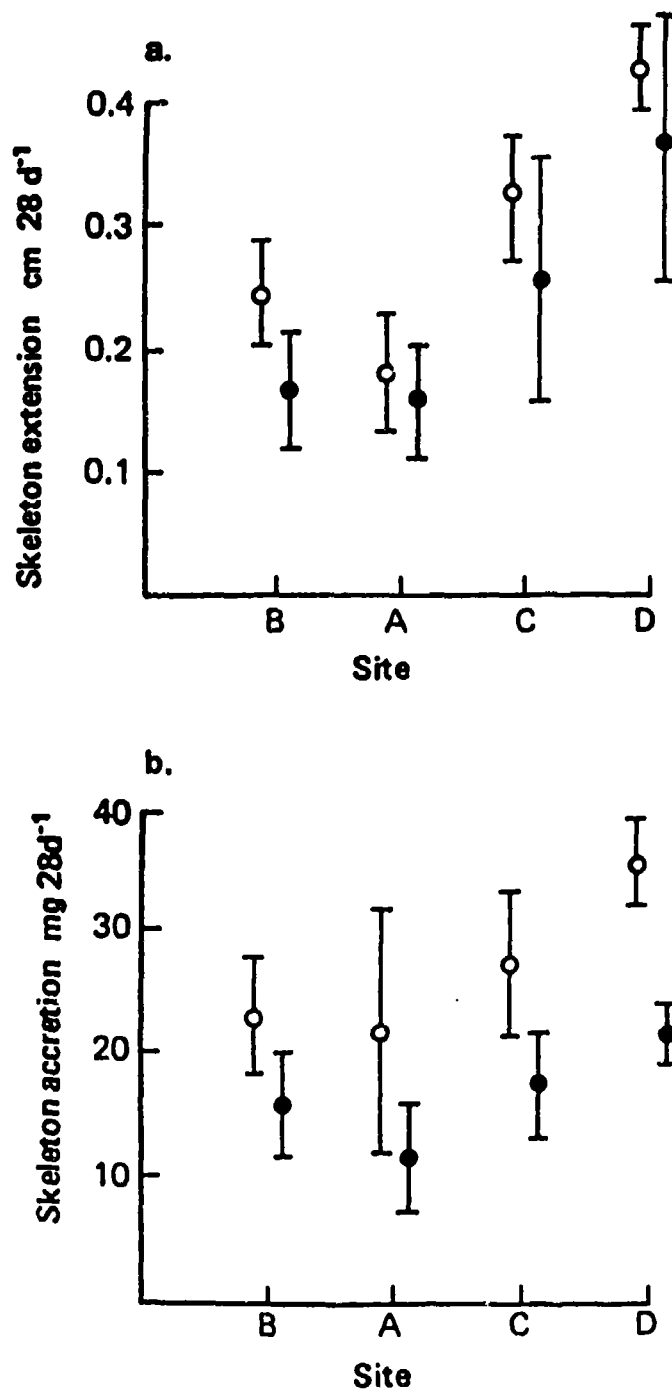 a.
Skeleton extension cm 28 d⁻¹
0.4
0.3
0.2
0.1
B A C D
Site
b.
Skeleton accretion mg 28d⁻¹
40
30
20
10
B A C D
Site